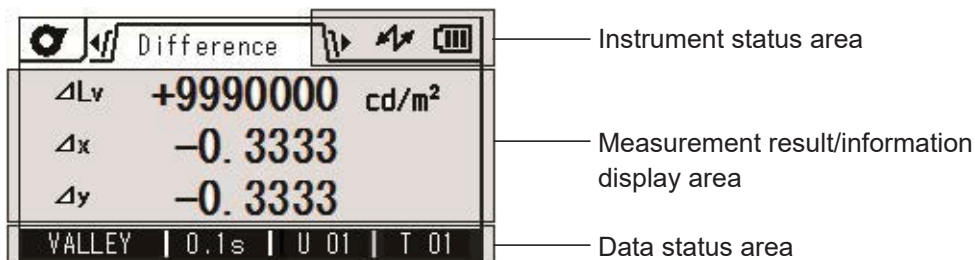 Difference
Instrument status area
⊿Lv +9990000 cd/m²
⊿x −0.3333
⊿y −0.3333
Measurement result/information
display area
VALLEY | 0.1s | U 01 | T 01
Data status area